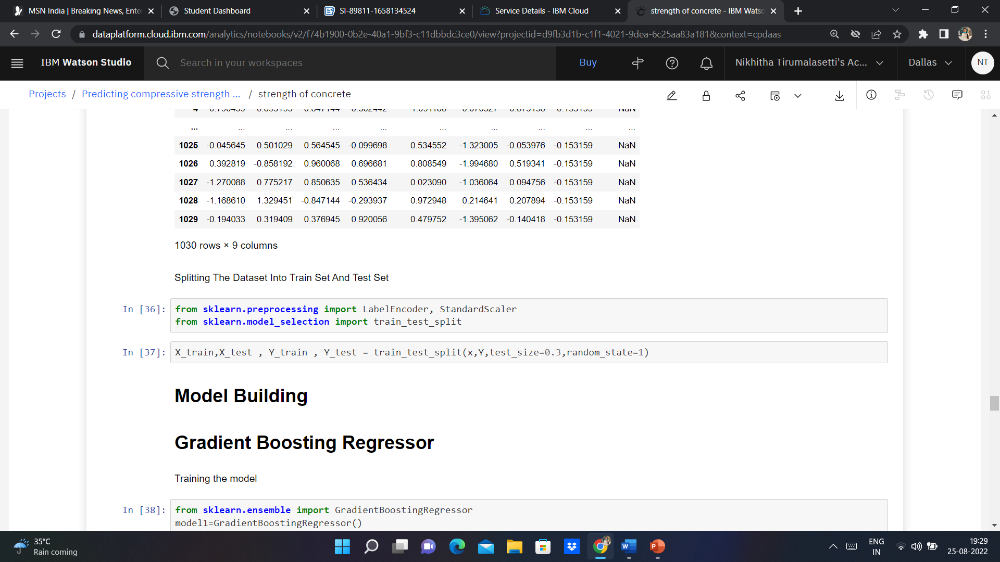 MSN India | Breaking News, Enter
Student Dashboard
SI-89811-1658134524
Service Details - IBM Cloud
strength of concrete - IBM Watso
dataplatform.cloud.ibm.com/analytics/notebooks/v2/f74b1900-0b2e-40a1-9bf3-c11dbbdc3ce0/view?projectid=d9fb3d1b-c1f1-4021-9dea-6c25aa83a181&context=cpdaas
IBM Watson Studio
Search in your workspaces
Buy
Nikhitha Tirumalasetti's Ac...
Dallas
NT
Projects / Predicting compressive strength ... / strength of concrete
... ... ... ... ... ... ... ... ... ...
1025 -0.045645 0.501029 0.564545 -0.099698 0.534552 -1.323005 -0.053976 -0.153159 NaN
1026 0.392819 -0.858192 0.960068 0.696681 0.808549 -1.994680 0.519341 -0.153159 NaN
1027 -1.270088 0.775217 0.850635 0.536434 0.023090 -1.036064 0.094756 -0.153159 NaN
1028 -1.168610 1.329451 -0.847144 -0.293937 0.972948 0.214641 0.207894 -0.153159 NaN
1029 -0.194033 0.319409 0.376945 0.920056 0.479752 -1.395062 -0.140418 -0.153159 NaN
1030 rows × 9 columns
Splitting The Dataset Into Train Set And Test Set
In [36]: from sklearn.preprocessing import LabelEncoder, StandardScaler
from sklearn.model_selection import train_test_split
In [37]: X_train,X_test , Y_train , Y_test = train_test_split(x,Y,test_size=0.3,random_state=1)
Model Building
Gradient Boosting Regressor
Training the model
In [38]: from sklearn.ensemble import GradientBoostingRegressor
model1=GradientBoostingRegressor()
35°C
Rain coming
ENG
IN
19:29
25-08-2022